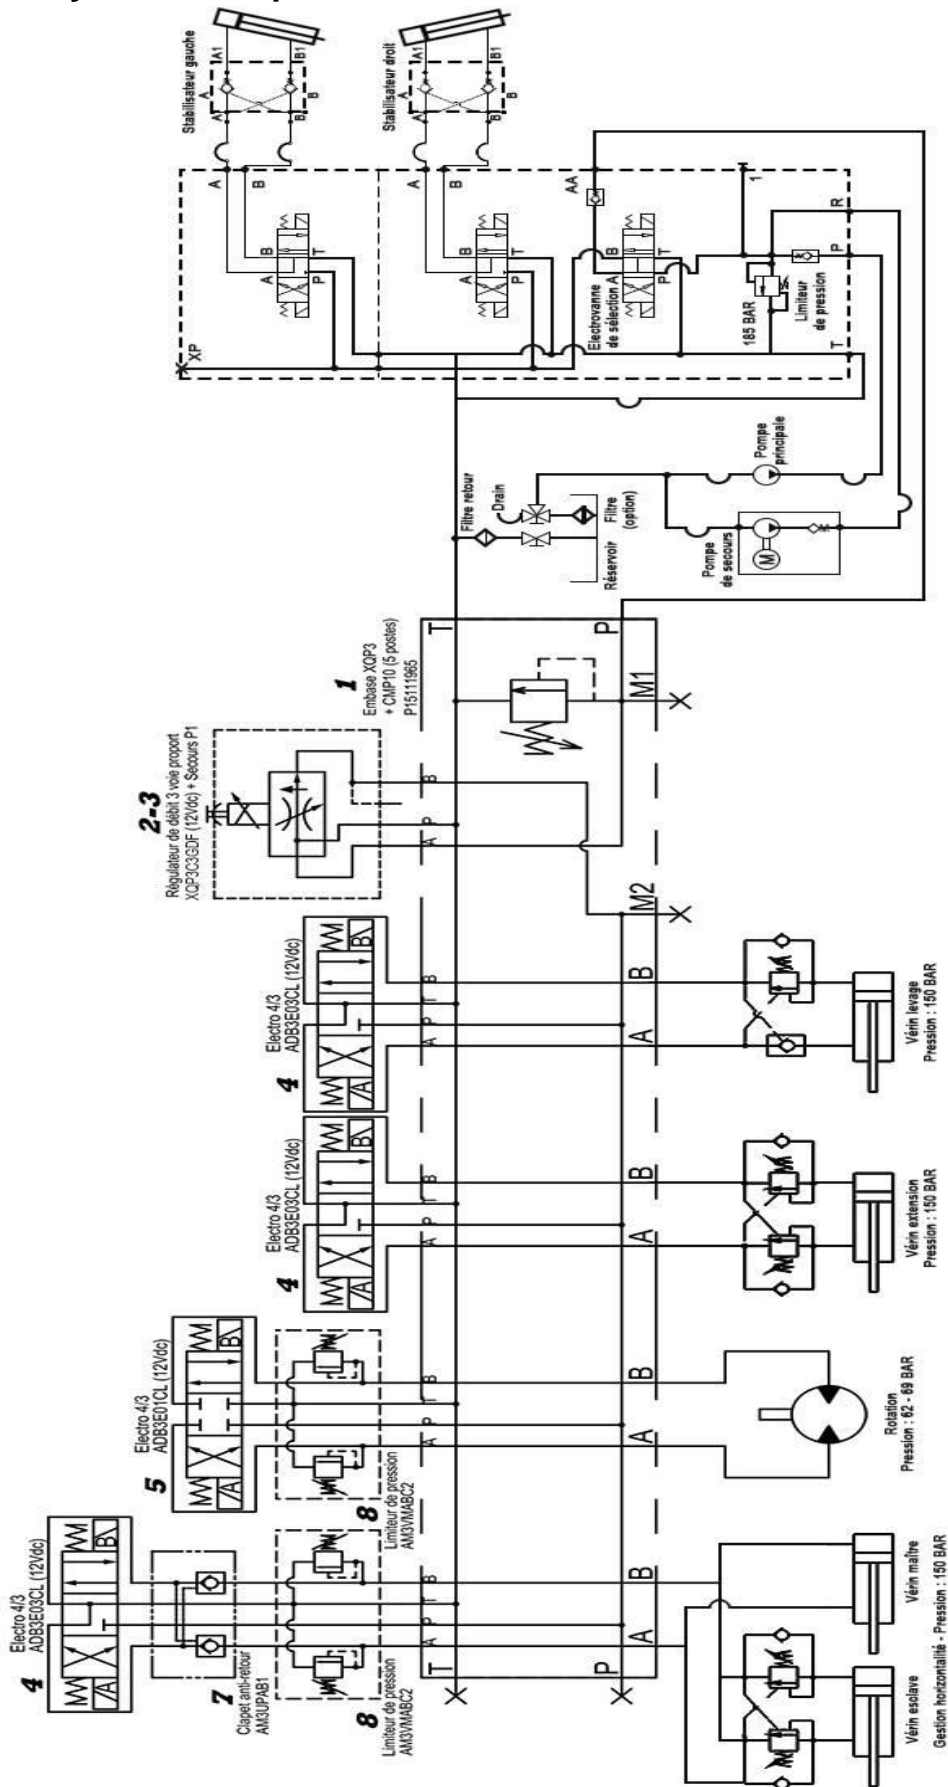 Stabilisateur gauche
A1
B1
A
B
A
B
A
B
Stabilisateur droit
A1
B1
A
B
A
B
A
B
XP
A
B
P
T
A
B
P
T
AA
Electrovanne
de sélection
A
B
P
T
1
185 BAR
Limiteur
de pression
T
P
R
Filtre retour
Drain
Réservoir
Filtre
(option)
Pompe
principale
Pompe
de secours
M
1
Embase XQP3
+ CMP10 (5 postes)
P15111965
T
P
M1
2-3
Régulateur de débit 3 voie proport
XQP3C3GDF (12Vdc) + Secours P1
A
P
B
M2
Electro 4/3
ADB3E03CL (12Vdc)
4
A
B
A
P
T
B
A
B
Vérin levage
Pression : 150 BAR
Electro 4/3
ADB3E03CL (12Vdc)
4
A
B
A
P
T
B
A
B
Vérin extension
Pression : 150 BAR
Electro 4/3
ADB3E01CL (12Vdc)
5
A
B
8
Limiteur de pression
AM3VMABC2
A
P
T
B
A
B
Rotation
Pression : 62 - 69 BAR
Electro 4/3
ADB3E03CL (12Vdc)
4
A
B
7
Clapet anti-retour
AM3UPAB1
8
Limiteur de pression
AM3VMABC2
A
P
T
B
T
P
A
B
Vérin esclave
Vérin maître
Gestion horizontalité - Pression : 150 BAR